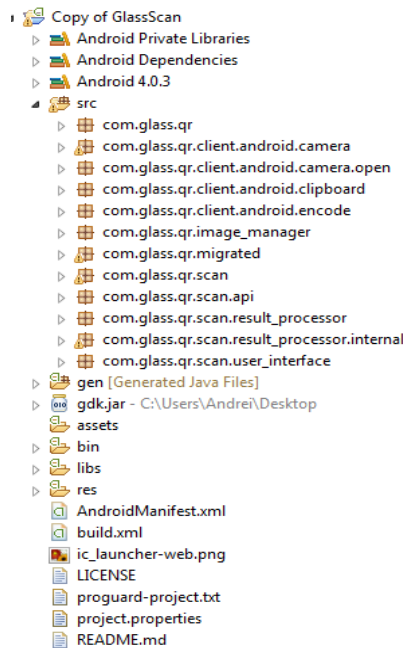 Copy of GlassScan
Android Private Libraries
Android Dependencies
Android 4.0.3
src
com.glass.qr
com.glass.qr.client.android.camera
com.glass.qr.client.android.camera.open
com.glass.qr.client.android.clipboard
com.glass.qr.client.android.encode
com.glass.qr.image_manager
com.glass.qr.migrated
com.glass.qr.scan
com.glass.qr.scan.api
com.glass.qr.scan.result_processor
com.glass.qr.scan.result_processor.internal
com.glass.qr.scan.user_interface
gen [Generated Java Files]
gdk.jar - C:\Users\Andrei\Desktop
assets
bin
libs
res
AndroidManifest.xml
build.xml
ic_launcher-web.png
LICENSE
proguard-project.txt
project.properties
README.md